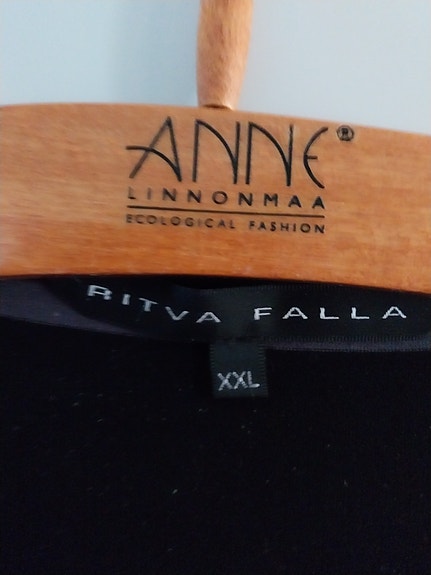 ANNE®
LINNONMAA
ECOLOGICAL FASHION
RITVA FALLA
XXL